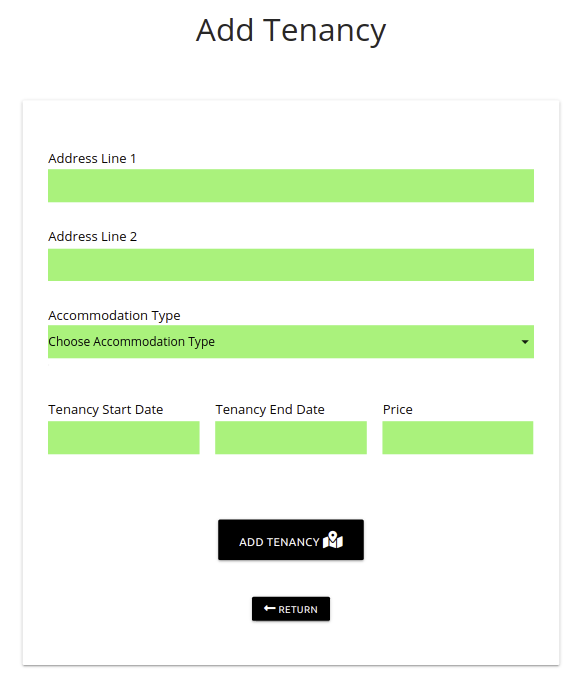 Add Tenancy
Address Line 1
Address Line 2
Accommodation Type
Choose Accommodation Type
Tenancy Start Date Tenancy End Date Price
ADD TENANCY
RETURN